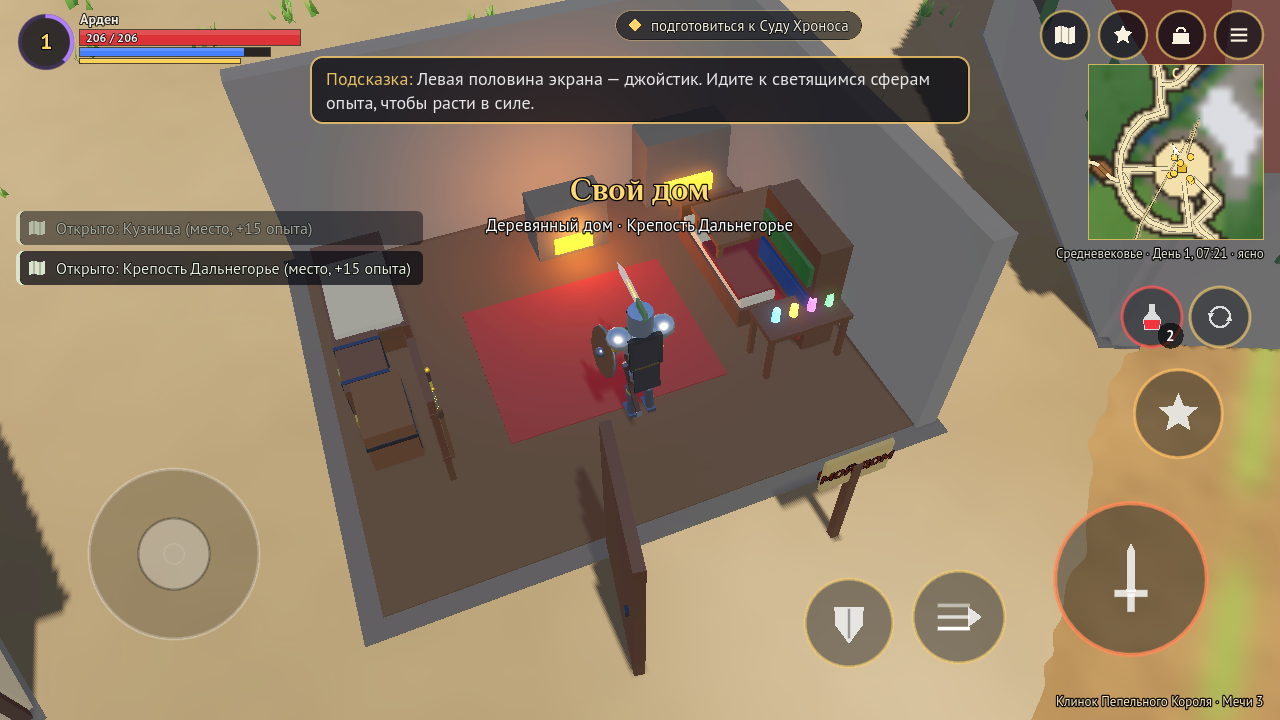 1
Арден
206 / 206
подготовиться к Суду Хроноса
Подсказка: Левая половина экрана — джойстик. Идите к светящимся сферам
опыта, чтобы расти в силе.
Свой дом
Деревянный дом · Крепость Дальнегорье
Открыто: Кузница (место, +15 опыта)
Открыто: Крепость Дальнегорье (место, +15 опыта)
Средневековье · День 1, 07:21 · ясно
2
МОЙ ДОМ
Клинок Пепельного Короля · Мечи 3